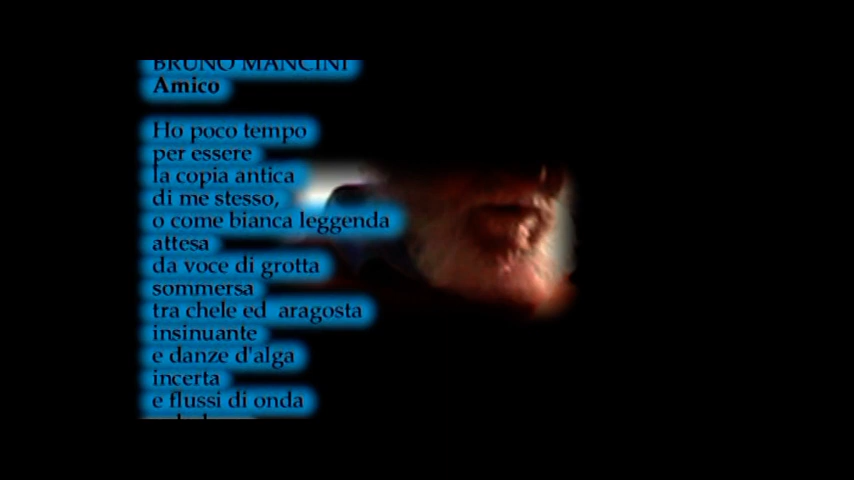 BRUNO MANCINI
Amico
Ho poco tempo
per essere
la copia antica
di me stesso,
o come bianca leggenda
attesa
da voce di grotta
sommersa
tra chele ed aragosta
insinuante
e danze d'alga
incerta
e flussi di onda